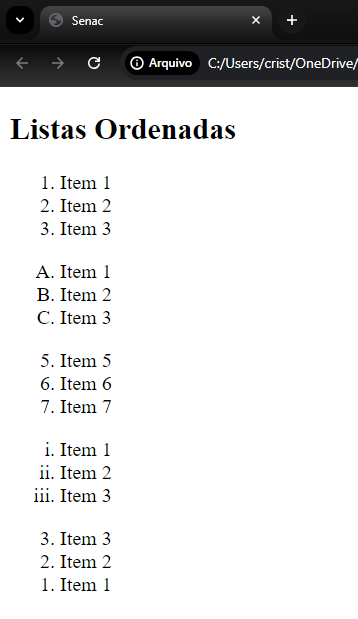 Senac
Arquivo C:/Users/crist/OneDrive/
Listas Ordenadas
1. Item 1
2. Item 2
3. Item 3
A. Item 1
B. Item 2
C. Item 3
5. Item 5
6. Item 6
7. Item 7
i. Item 1
ii. Item 2
iii. Item 3
3. Item 3
2. Item 2
1. Item 1